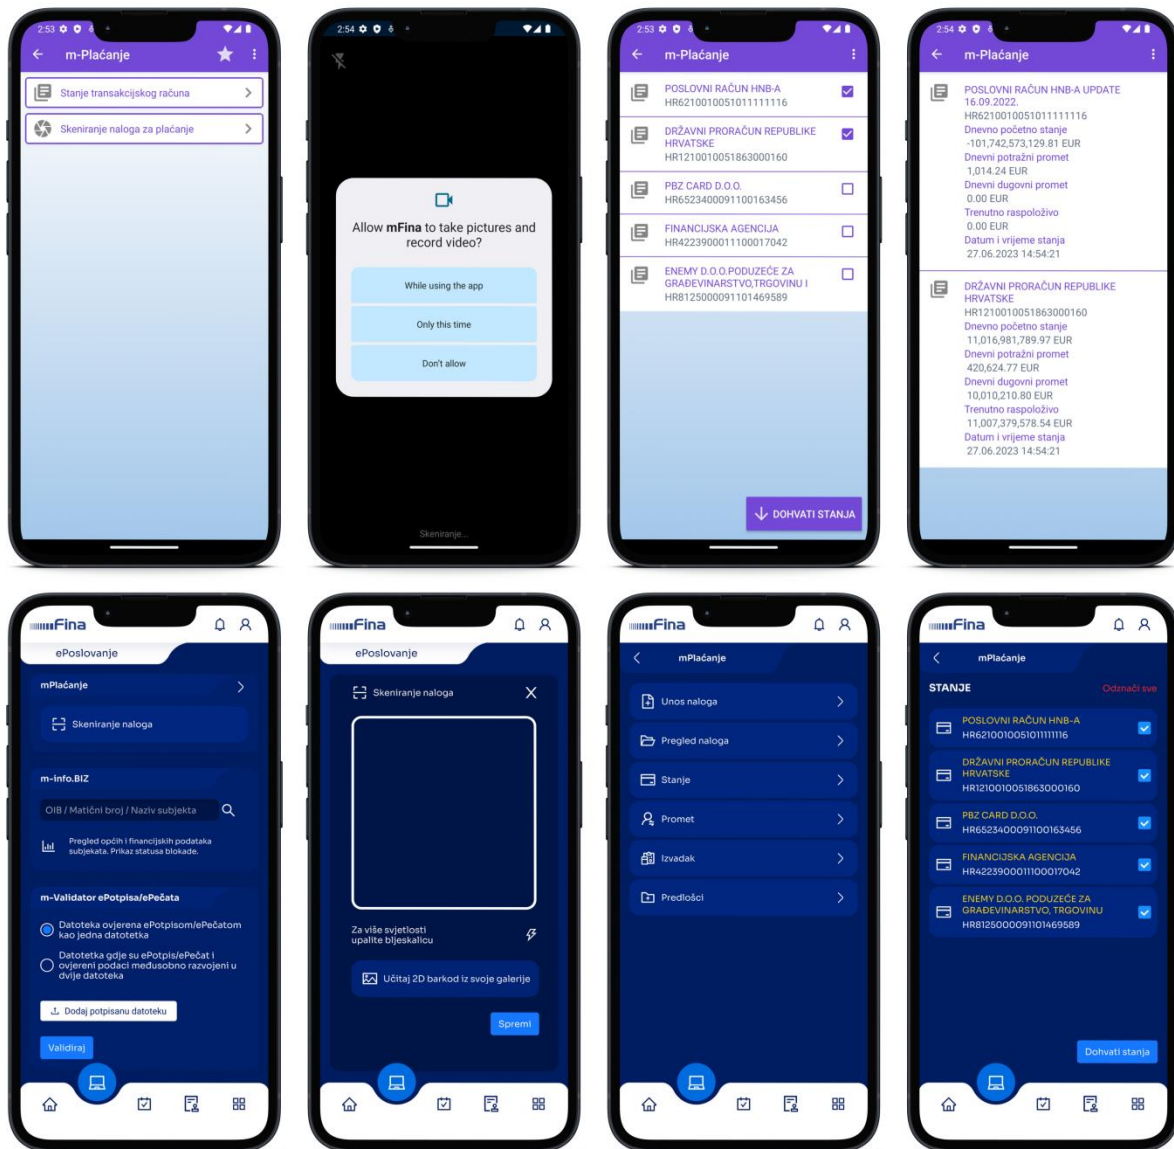 2:53
m-Plaćanje
Stanje transakcijskog računa
Skeniranje naloga za plaćanje
2:54
Allow mFina to take pictures and
record video?
While using the app
Only this time
Don't allow
Skeniranje...
2:53
m-Plaćanje
POSLOVNI RAČUN HNB-A
HR6210010051011111116
DRŽAVNI PRORAČUN REPUBLIKE
HRVATSKE
HR1210010051863000160
PBZ CARD D.O.O.
HR6523400091100163456
FINANCIJSKA AGENCIJA
HR4223900011100017042
ENEMY D.O.O.PODUZEĆE ZA
GRAĐEVINARSTVO,TRGOVINU I
HR8125000091101469589
DOHVATI STANJA
2:54
m-Plaćanje
POSLOVNI RAČUN HNB-A UPDATE
16.09.2022.
HR6210010051011111116
Dnevno početno stanje
-101,742,573,129.81 EUR
Dnevni potražni promet
1,014.24 EUR
Dnevni dugovni promet
0.00 EUR
Trenutno raspoloživo
0.00 EUR
Datum i vrijeme stanja
27.06.2023 14:54:21
DRŽAVNI PRORAČUN REPUBLIKE
HRVATSKE
HR1210010051863000160
Dnevno početno stanje
11,016,981,789.97 EUR
Dnevni potražni promet
420,624.77 EUR
Dnevni dugovni promet
10,010,210.80 EUR
Trenutno raspoloživo
11,007,379,578.54 EUR
Datum i vrijeme stanja
27.06.2023 14:54:21
Fina
ePoslovanje
mPlaćanje
Skeniranje naloga
m-info.BIZ
OIB / Matični broj / Naziv subjekta
Pregled općih i financijskih podataka
subjekata. Prikaz statusa blokade.
m-Validator ePotpisa/ePečata
Datoteka ovjerena ePotpisom/ePečatom
kao jedna datotetka
Datotetka gdje su ePotpis/ePečat i
ovjereni podaci međusobno razvojeni u
dvije datoteka
Dodaj potpisanu datoteku
Validiraj
Fina
ePoslovanje
Skeniranje naloga
Za više svjetlosti
upalite bljeskalicu
Učitaj 2D barkod iz svoje galerije
Spremi
Fina
mPlaćanje
Unos naloga
Pregled naloga
Stanje
Promet
Izvadak
Predlošci
Fina
mPlaćanje
STANJE
Odznači sve
POSLOVNI RAČUN HNB-A
HR6210010051011111116
DRŽAVNI PRORAČUN REPUBLIKE
HRVATSKE
HR1210010051863000160
PBZ CARD D.O.O.
HR6523400091100163456
FINANCIJSKA AGENCIJA
HR4223900011100017042
ENEMY D.O.O. PODUZEĆE ZA
GRAĐEVINARSTVO, TRGOVINU
HR8125000091101469589
Dohvati stanja